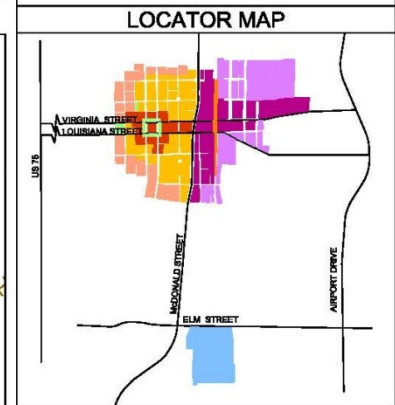 LOCATOR MAP
VIRGINIA STREET
LOUISIANA STREET
US 75
McDONALD STREET
AIRPORT DRIVE
ELM STREET